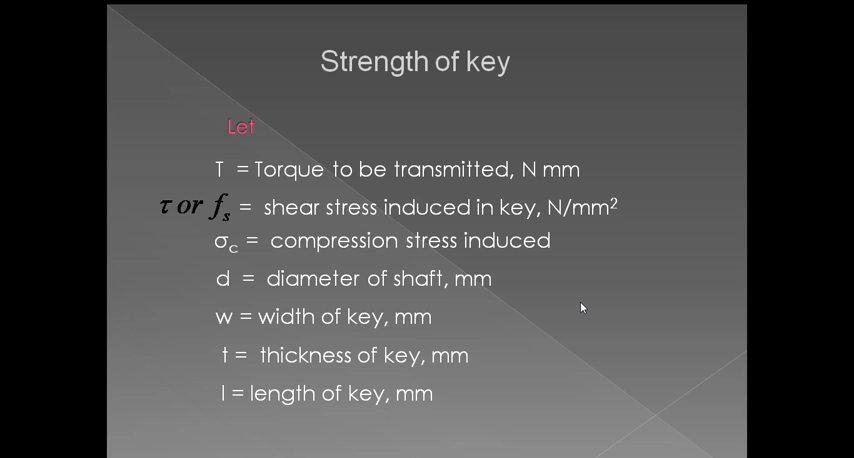 Strength of key
Let
T = Torque to be transmitted, N mm
τ or fₛ = shear stress induced in key, N/mm²
σc = compression stress induced
d = diameter of shaft, mm
w = width of key, mm
t = thickness of key, mm
l = length of key, mm